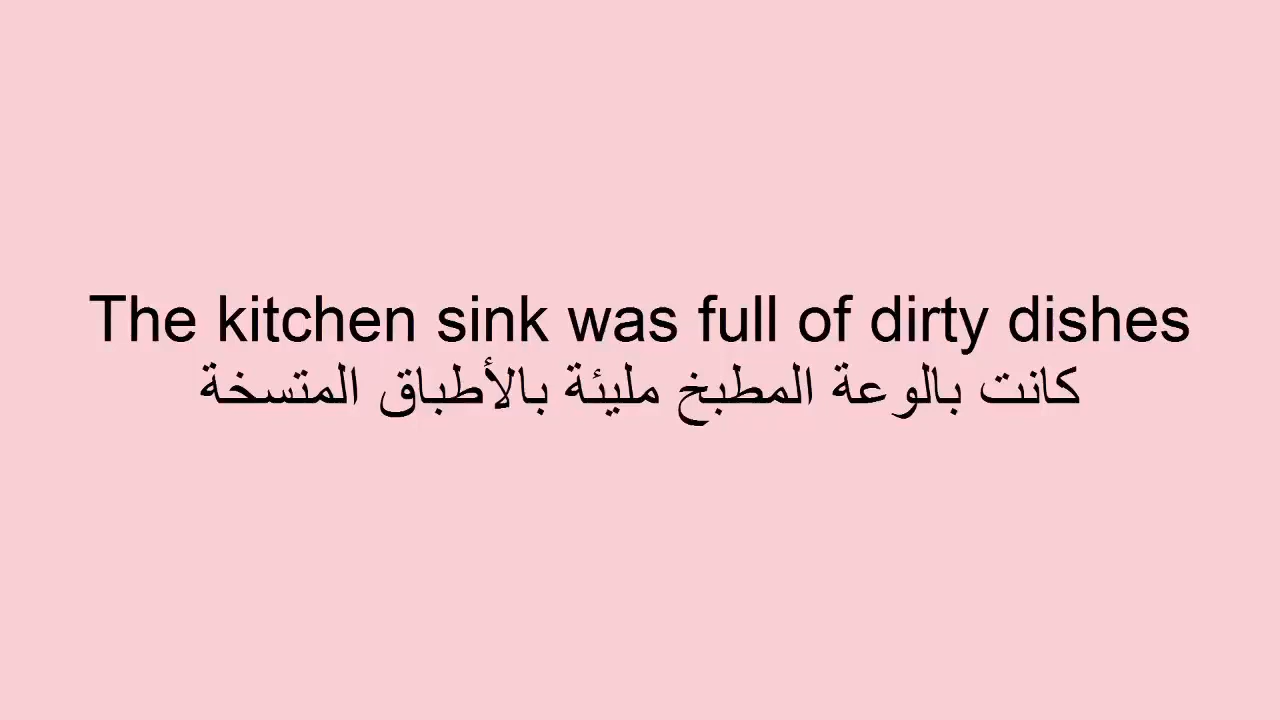 The kitchen sink was full of dirty dishes
كانت بالوعة المطبخ مليئة بالأطباق المتسخة